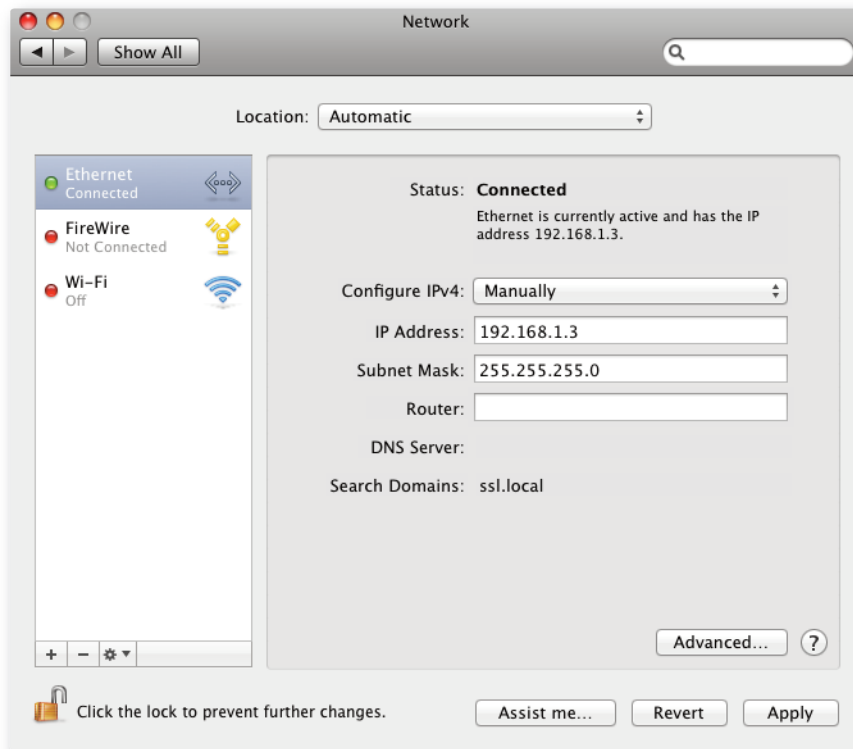 Network
Show All
Location: Automatic
Ethernet
Connected
FireWire
Not Connected
Wi-Fi
Off
Status: Connected
Ethernet is currently active and has the IP
address 192.168.1.3.
Configure IPv4: Manually
IP Address: 192.168.1.3
Subnet Mask: 255.255.255.0
Router:
DNS Server:
Search Domains: ssl.local
Advanced... ?
Click the lock to prevent further changes.
Assist me... Revert Apply